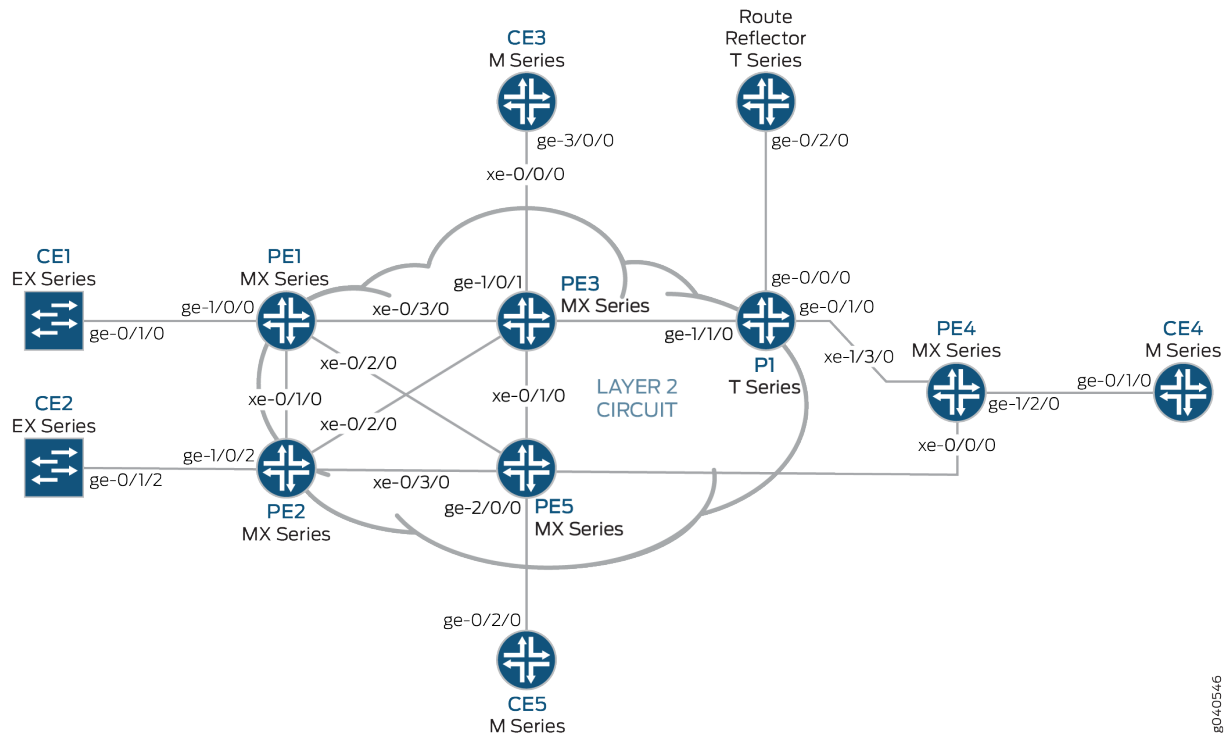 CE3
M Series
Route
Reflector
T Series
ge-3/0/0
xe-0/0/0
ge-0/2/0
CE1
EX Series
ge-0/1/0
PE1
MX Series
ge-1/0/0
xe-0/3/0
xe-0/2/0
xe-0/1/0
ge-1/0/1
PE3
MX Series
ge-1/1/0
ge-0/0/0
ge-0/1/0
P1
T Series
xe-1/3/0
PE4
MX Series
ge-1/2/0
xe-0/0/0
CE4
M Series
ge-0/1/0
LAYER 2
CIRCUIT
xe-0/1/0
xe-0/2/0
CE2
EX Series
ge-0/1/2
ge-1/0/2
PE2
MX Series
xe-0/3/0
ge-2/0/0
PE5
MX Series
ge-0/2/0
CE5
M Series
g040546